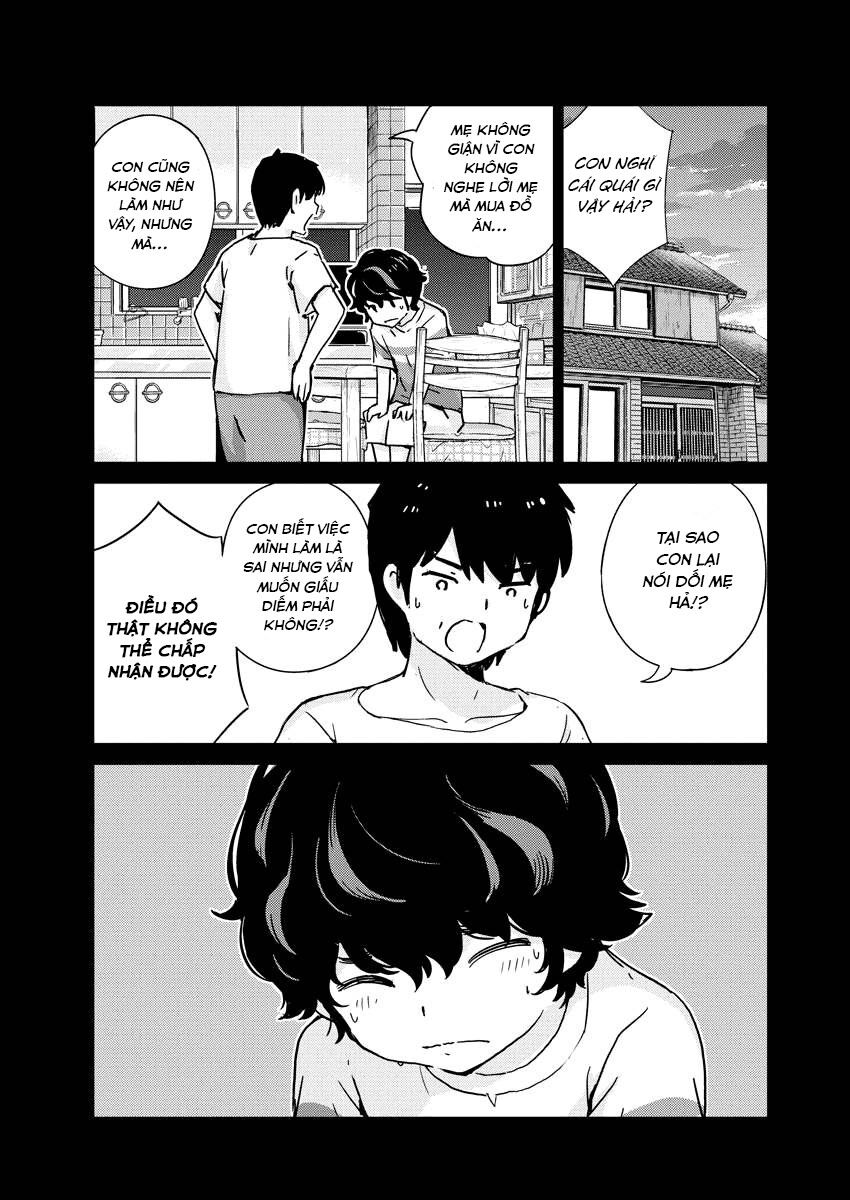 CON NGHĨ
CÁI QUÁI GÌ
VẬY HẢ!?
MẸ KHÔNG
GIẬN VÌ CON
KHÔNG
NGHE LỜI MẸ
MÀ MUA ĐỒ
ĂN...
CON CŨNG
KHÔNG NÊN
LÀM NHƯ
VẬY, NHƯNG
MÀ...
TẠI SAO
CON LẠI
NÓI DỐI MẸ
HẢ!?
CON BIẾT VIỆC
MÌNH LÀM LÀ
SAI NHƯNG VẪN
MUỐN GIẤU
DIẾM PHẢI
KHÔNG!?
ĐIỀU ĐÓ
THẬT KHÔNG
THỂ CHẤP
NHẬN ĐƯỢC!